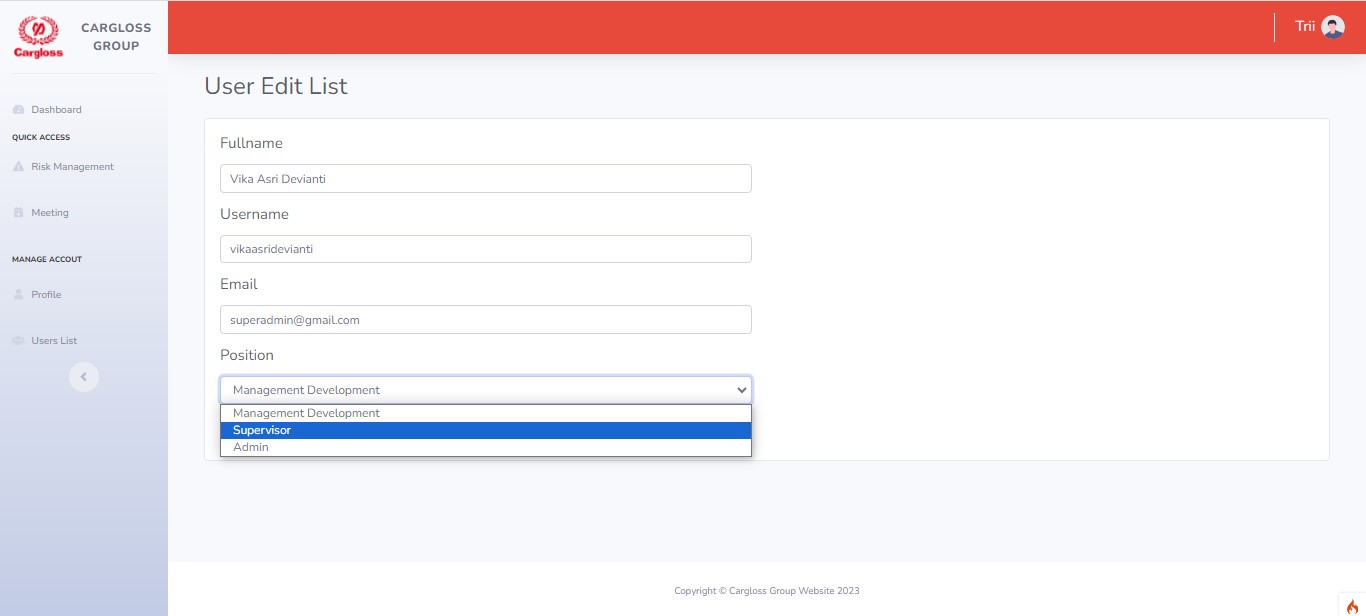 CARGLOSS
GROUP
Cargloss
Trii
User Edit List
Dashboard
QUICK ACCESS
Risk Management
Meeting
MANAGE ACCOUT
Profile
Users List
Fullname
Vika Asri Devianti
Username
vikaasridevianti
Email
superadmin@gmail.com
Position
Management Development
Management Development
Supervisor
Admin
Copyright © Cargloss Group Website 2023